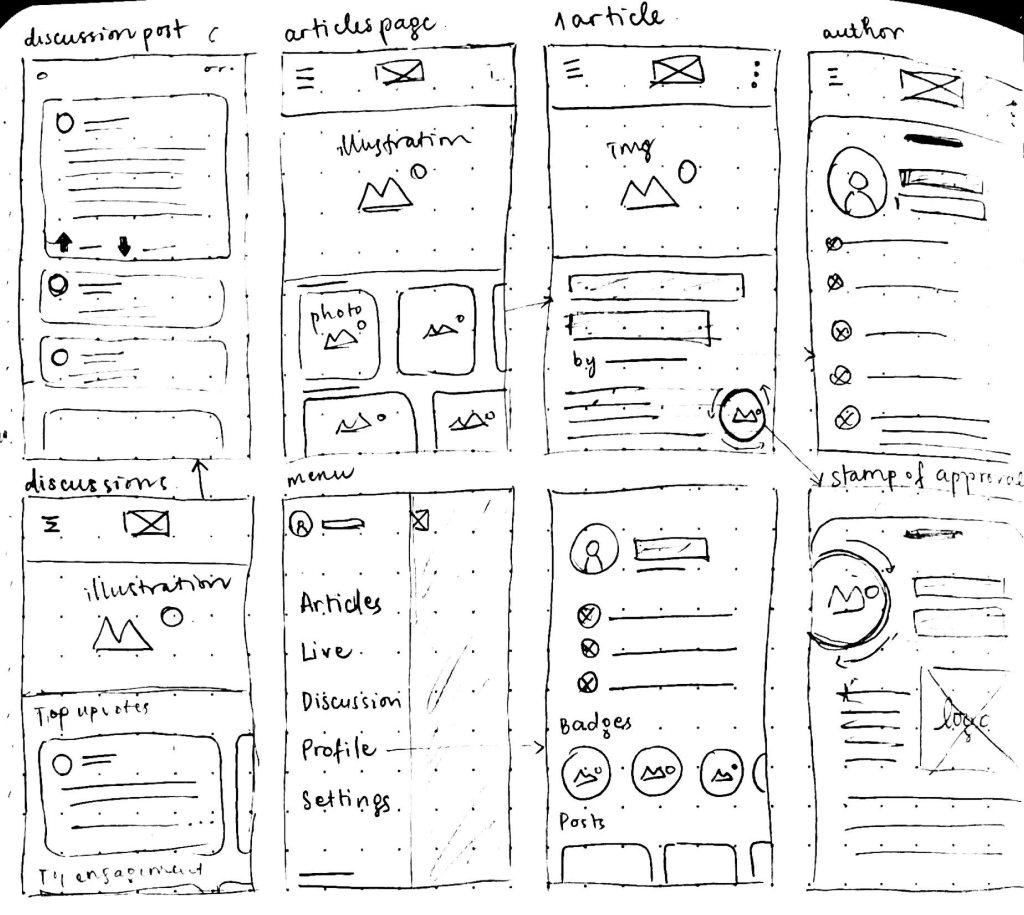 discussion post
articles page
1 article
author
illustration
Img
photo
by
discussions
menu
stamp of approval
illustration
Articles
Live
Discussion
Profile
Settings
Top upvotes
Badges
Posts
logo
engagement